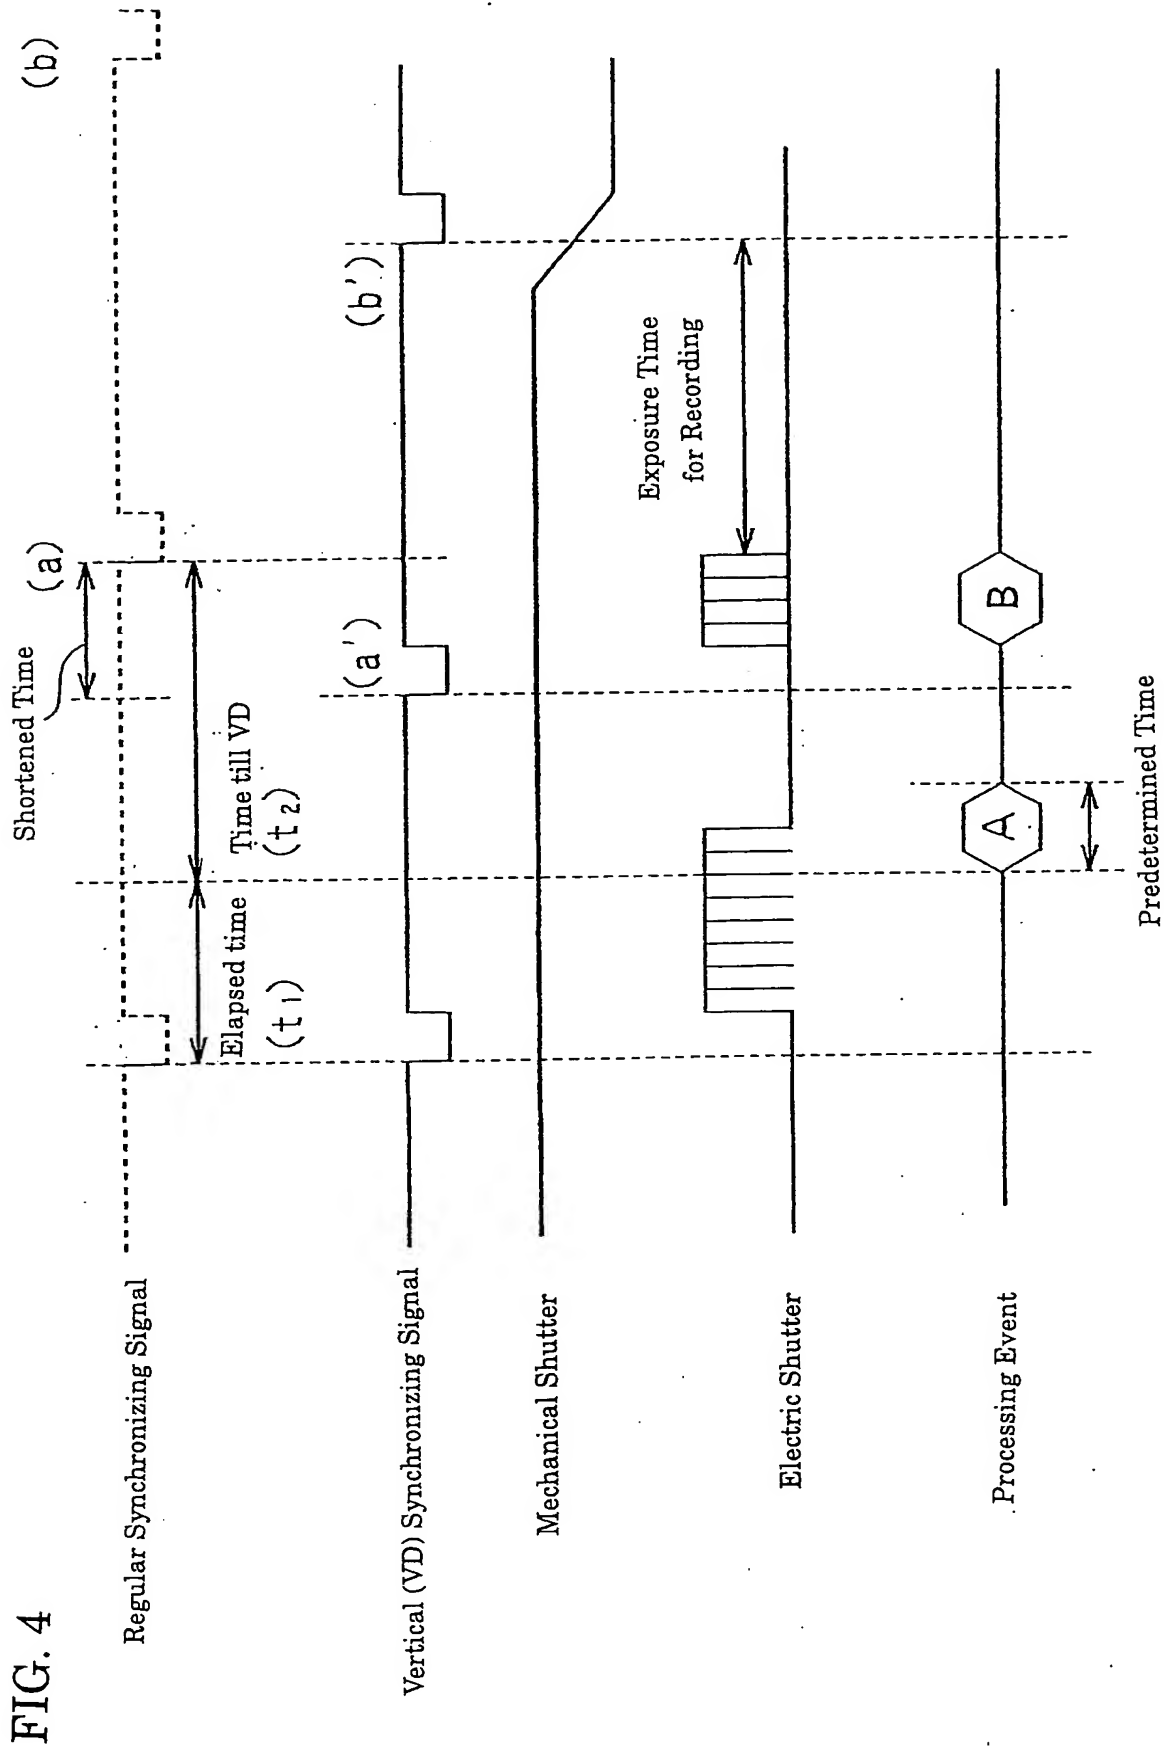 FIG. 4
Shortened Time
(a)
(b)
Regular Synchronizing Signal
Elapsed time
(t₁)
Time till VD
(t₂)
(a')
(b')
Vertical (VD) Synchronizing Signal
Mechanical Shutter
Exposure Time
for Recording
Electric Shutter
A
B
Processing Event
Predetermined Time